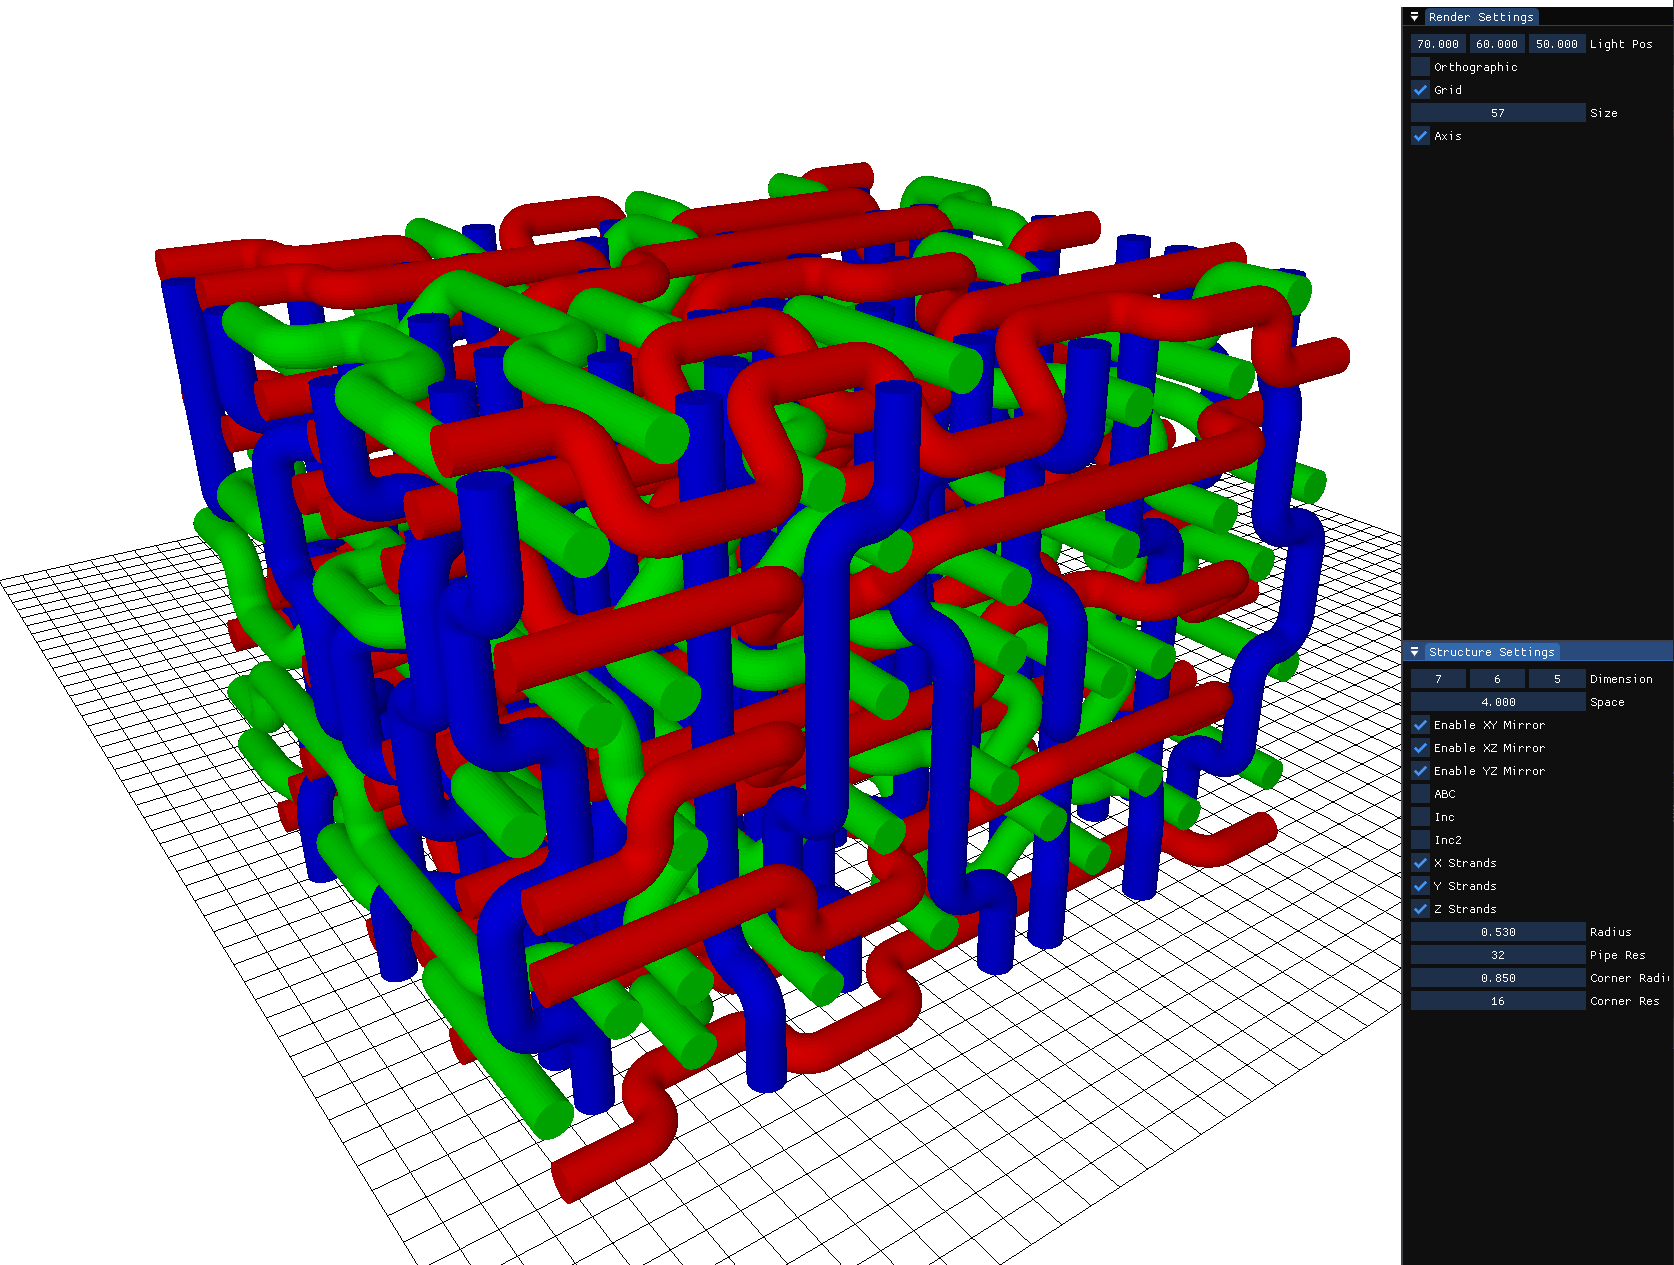 Render Settings
70.000 60.000 50.000 Light Pos
Orthographic
Grid
57 Size
Axis
Structure Settings
7 6 5 Dimension
4.000 Space
Enable XY Mirror
Enable XZ Mirror
Enable YZ Mirror
ABC
Inc
Inc2
X Strands
Y Strands
Z Strands
0.530 Radius
32 Pipe Res
0.850 Corner Radi
16 Corner Res